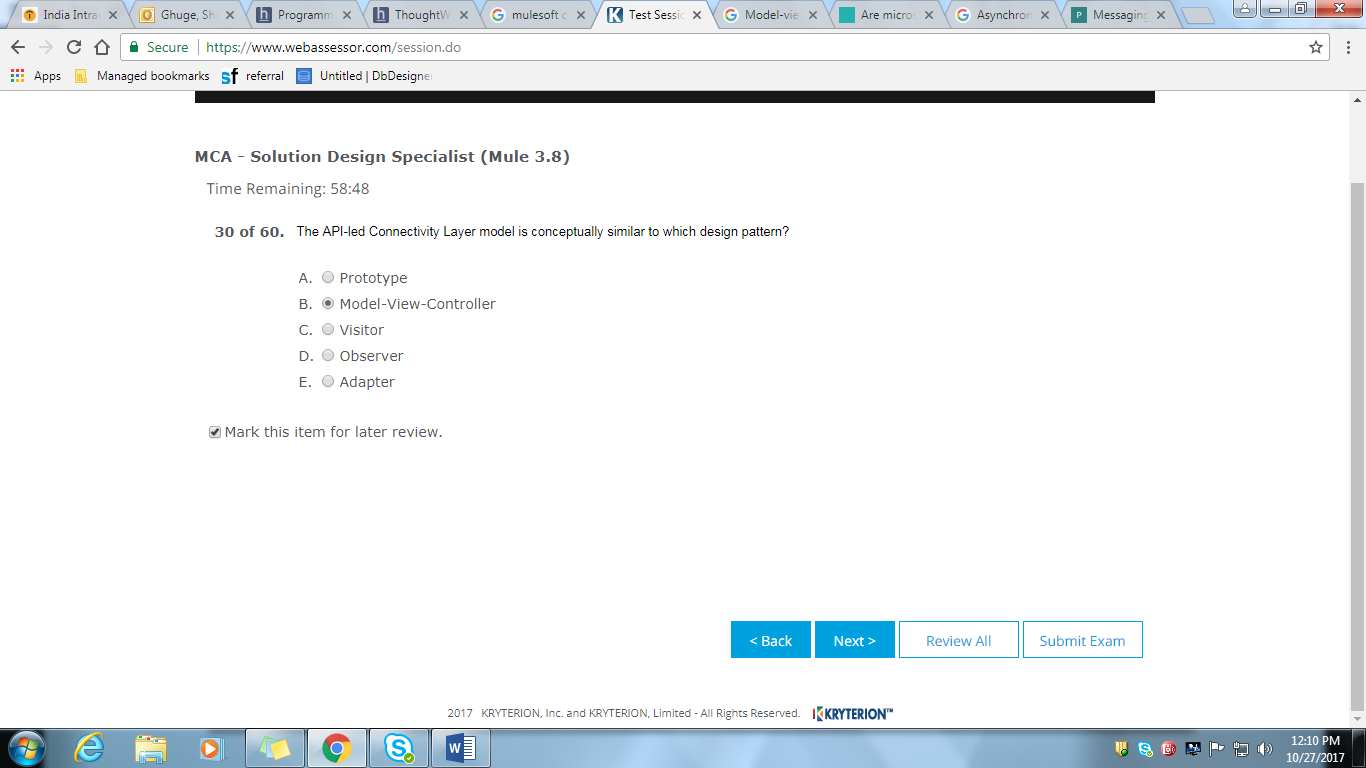 India Intra
Ghuge, Sh
Programm
ThoughtW
mulesoft c
Test Sessi
Model-vie
Are micros
Asynchron
Messaging
Secure https://www.webassessor.com/session.do
Apps Managed bookmarks sf referral Untitled | DbDesigner
MCA - Solution Design Specialist (Mule 3.8)
Time Remaining: 58:48
30 of 60. The API-led Connectivity Layer model is conceptually similar to which design pattern?
A. Prototype
B. Model-View-Controller
C. Visitor
D. Observer
E. Adapter
Mark this item for later review.
< Back Next > Review All Submit Exam
2017 KRYTERION, Inc. and KRYTERION, Limited - All Rights Reserved. KRYTERION™
12:10 PM
10/27/2017